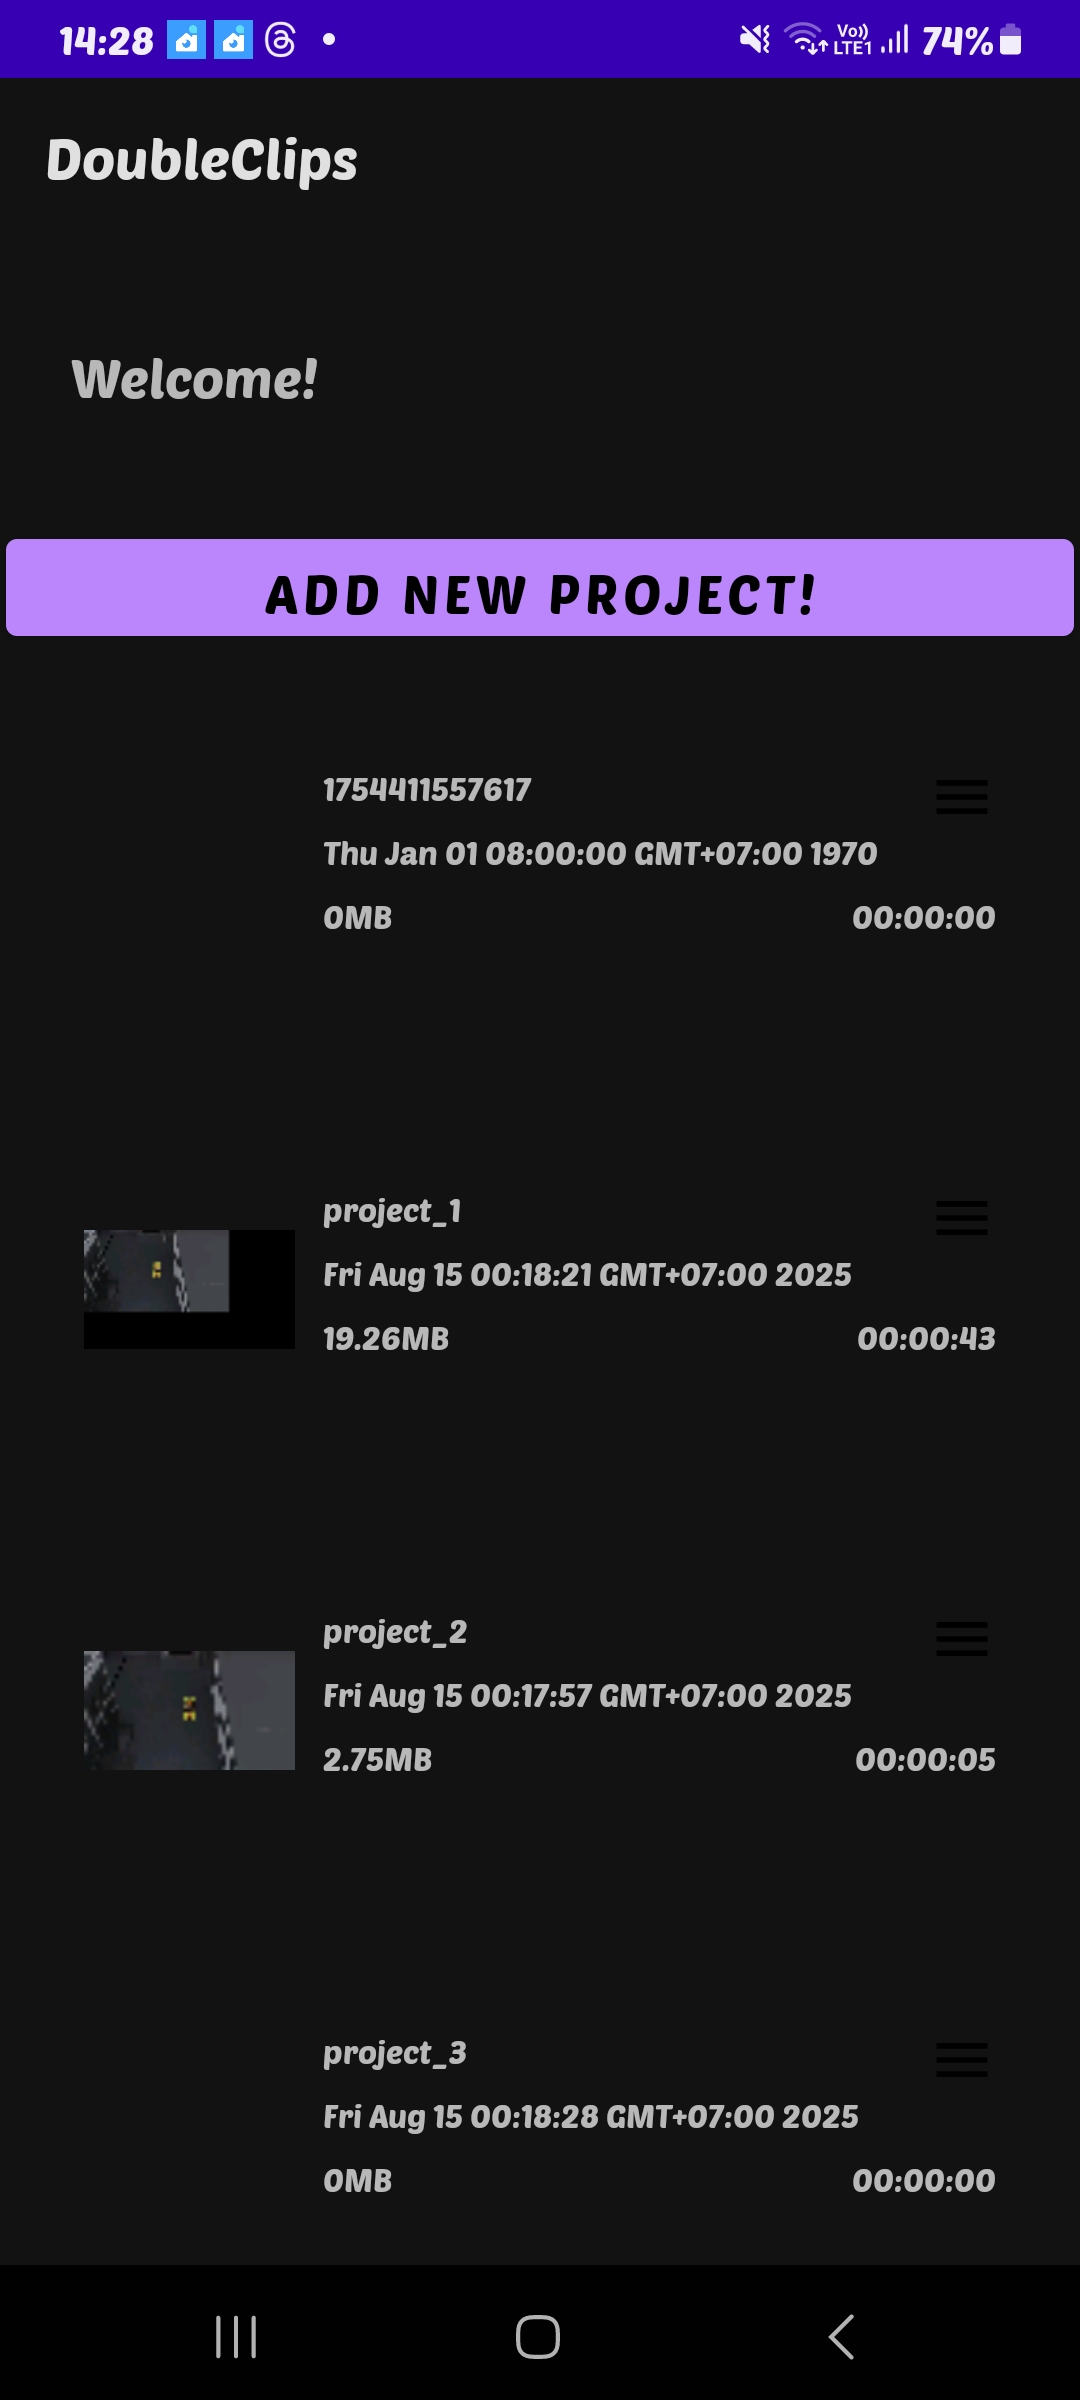 14:28
Vo))
LTE1
74%
DoubleClips
Welcome!
ADD NEW PROJECT!
1754411557617
Thu Jan 01 08:00:00 GMT+07:00 1970
0MB 00:00:00
project_1
Fri Aug 15 00:18:21 GMT+07:00 2025
19.26MB 00:00:43
project_2
Fri Aug 15 00:17:57 GMT+07:00 2025
2.75MB 00:00:05
project_3
Fri Aug 15 00:18:28 GMT+07:00 2025
0MB 00:00:00